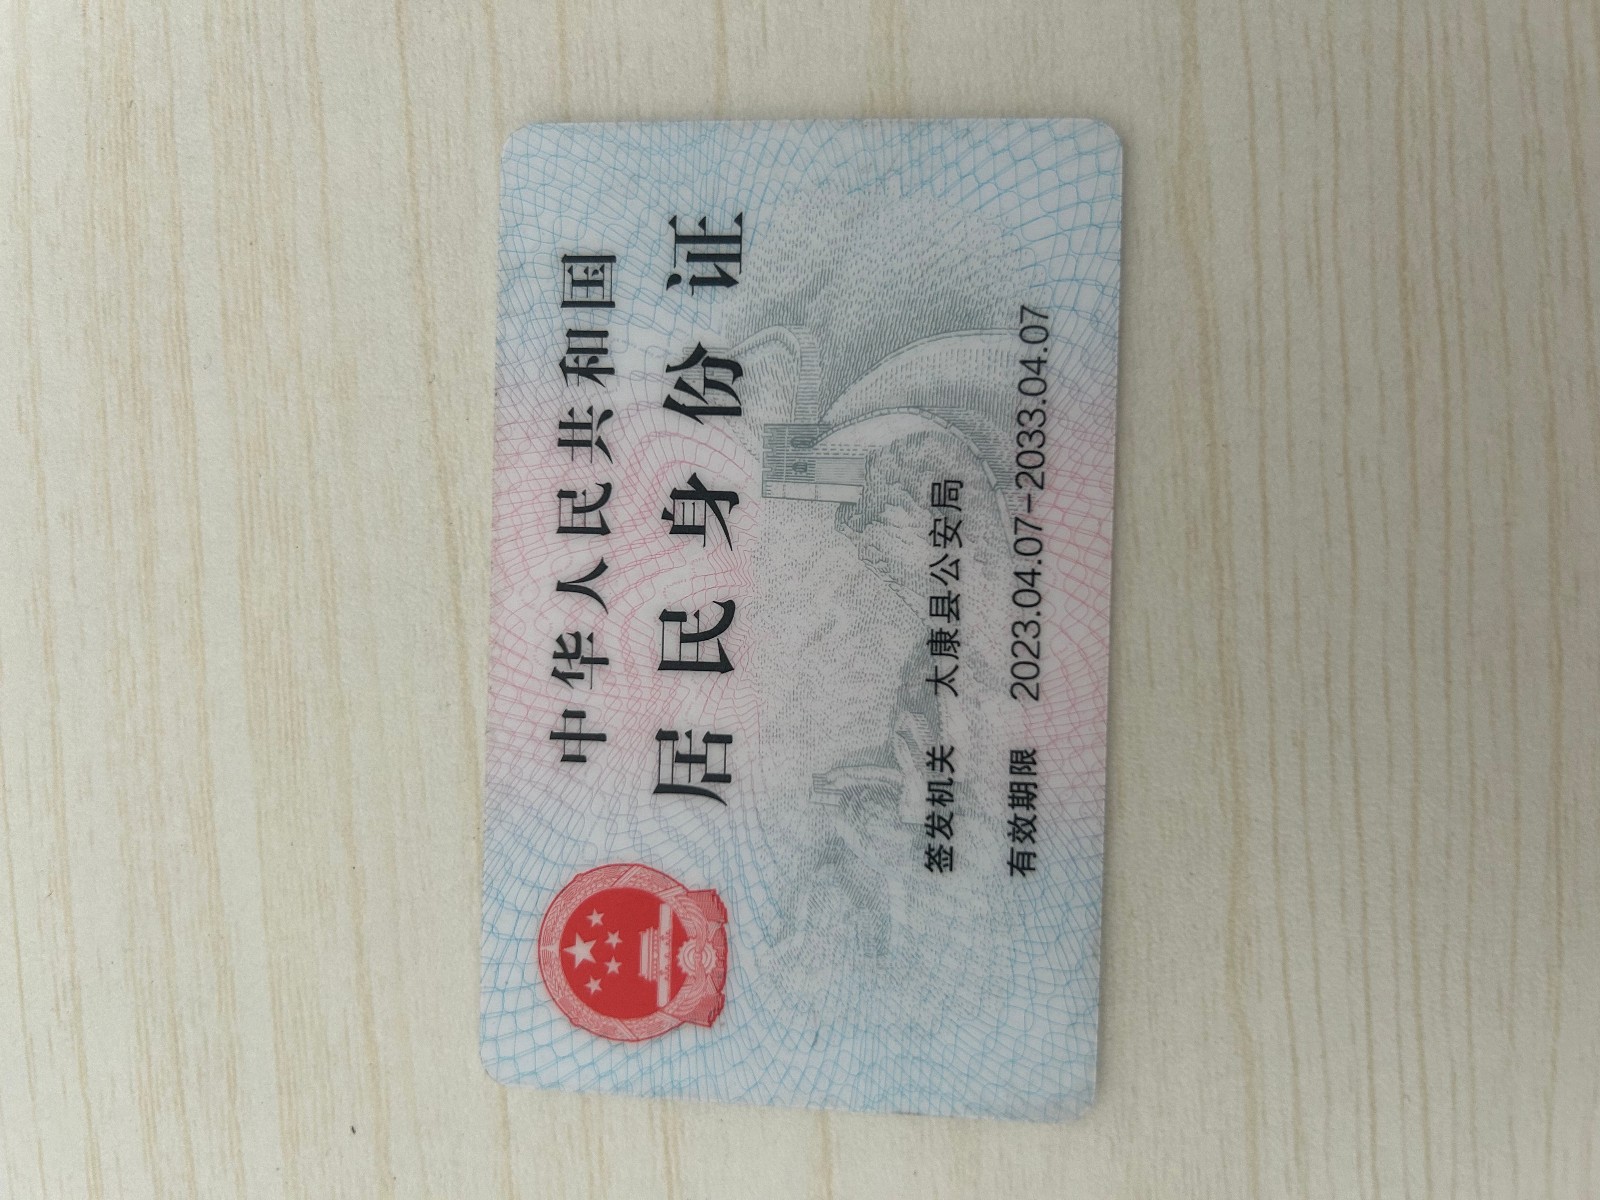 中华人民共和国
居民身份证
签发机关 太康县公安局
有效期限 2023.04.07-2033.04.07